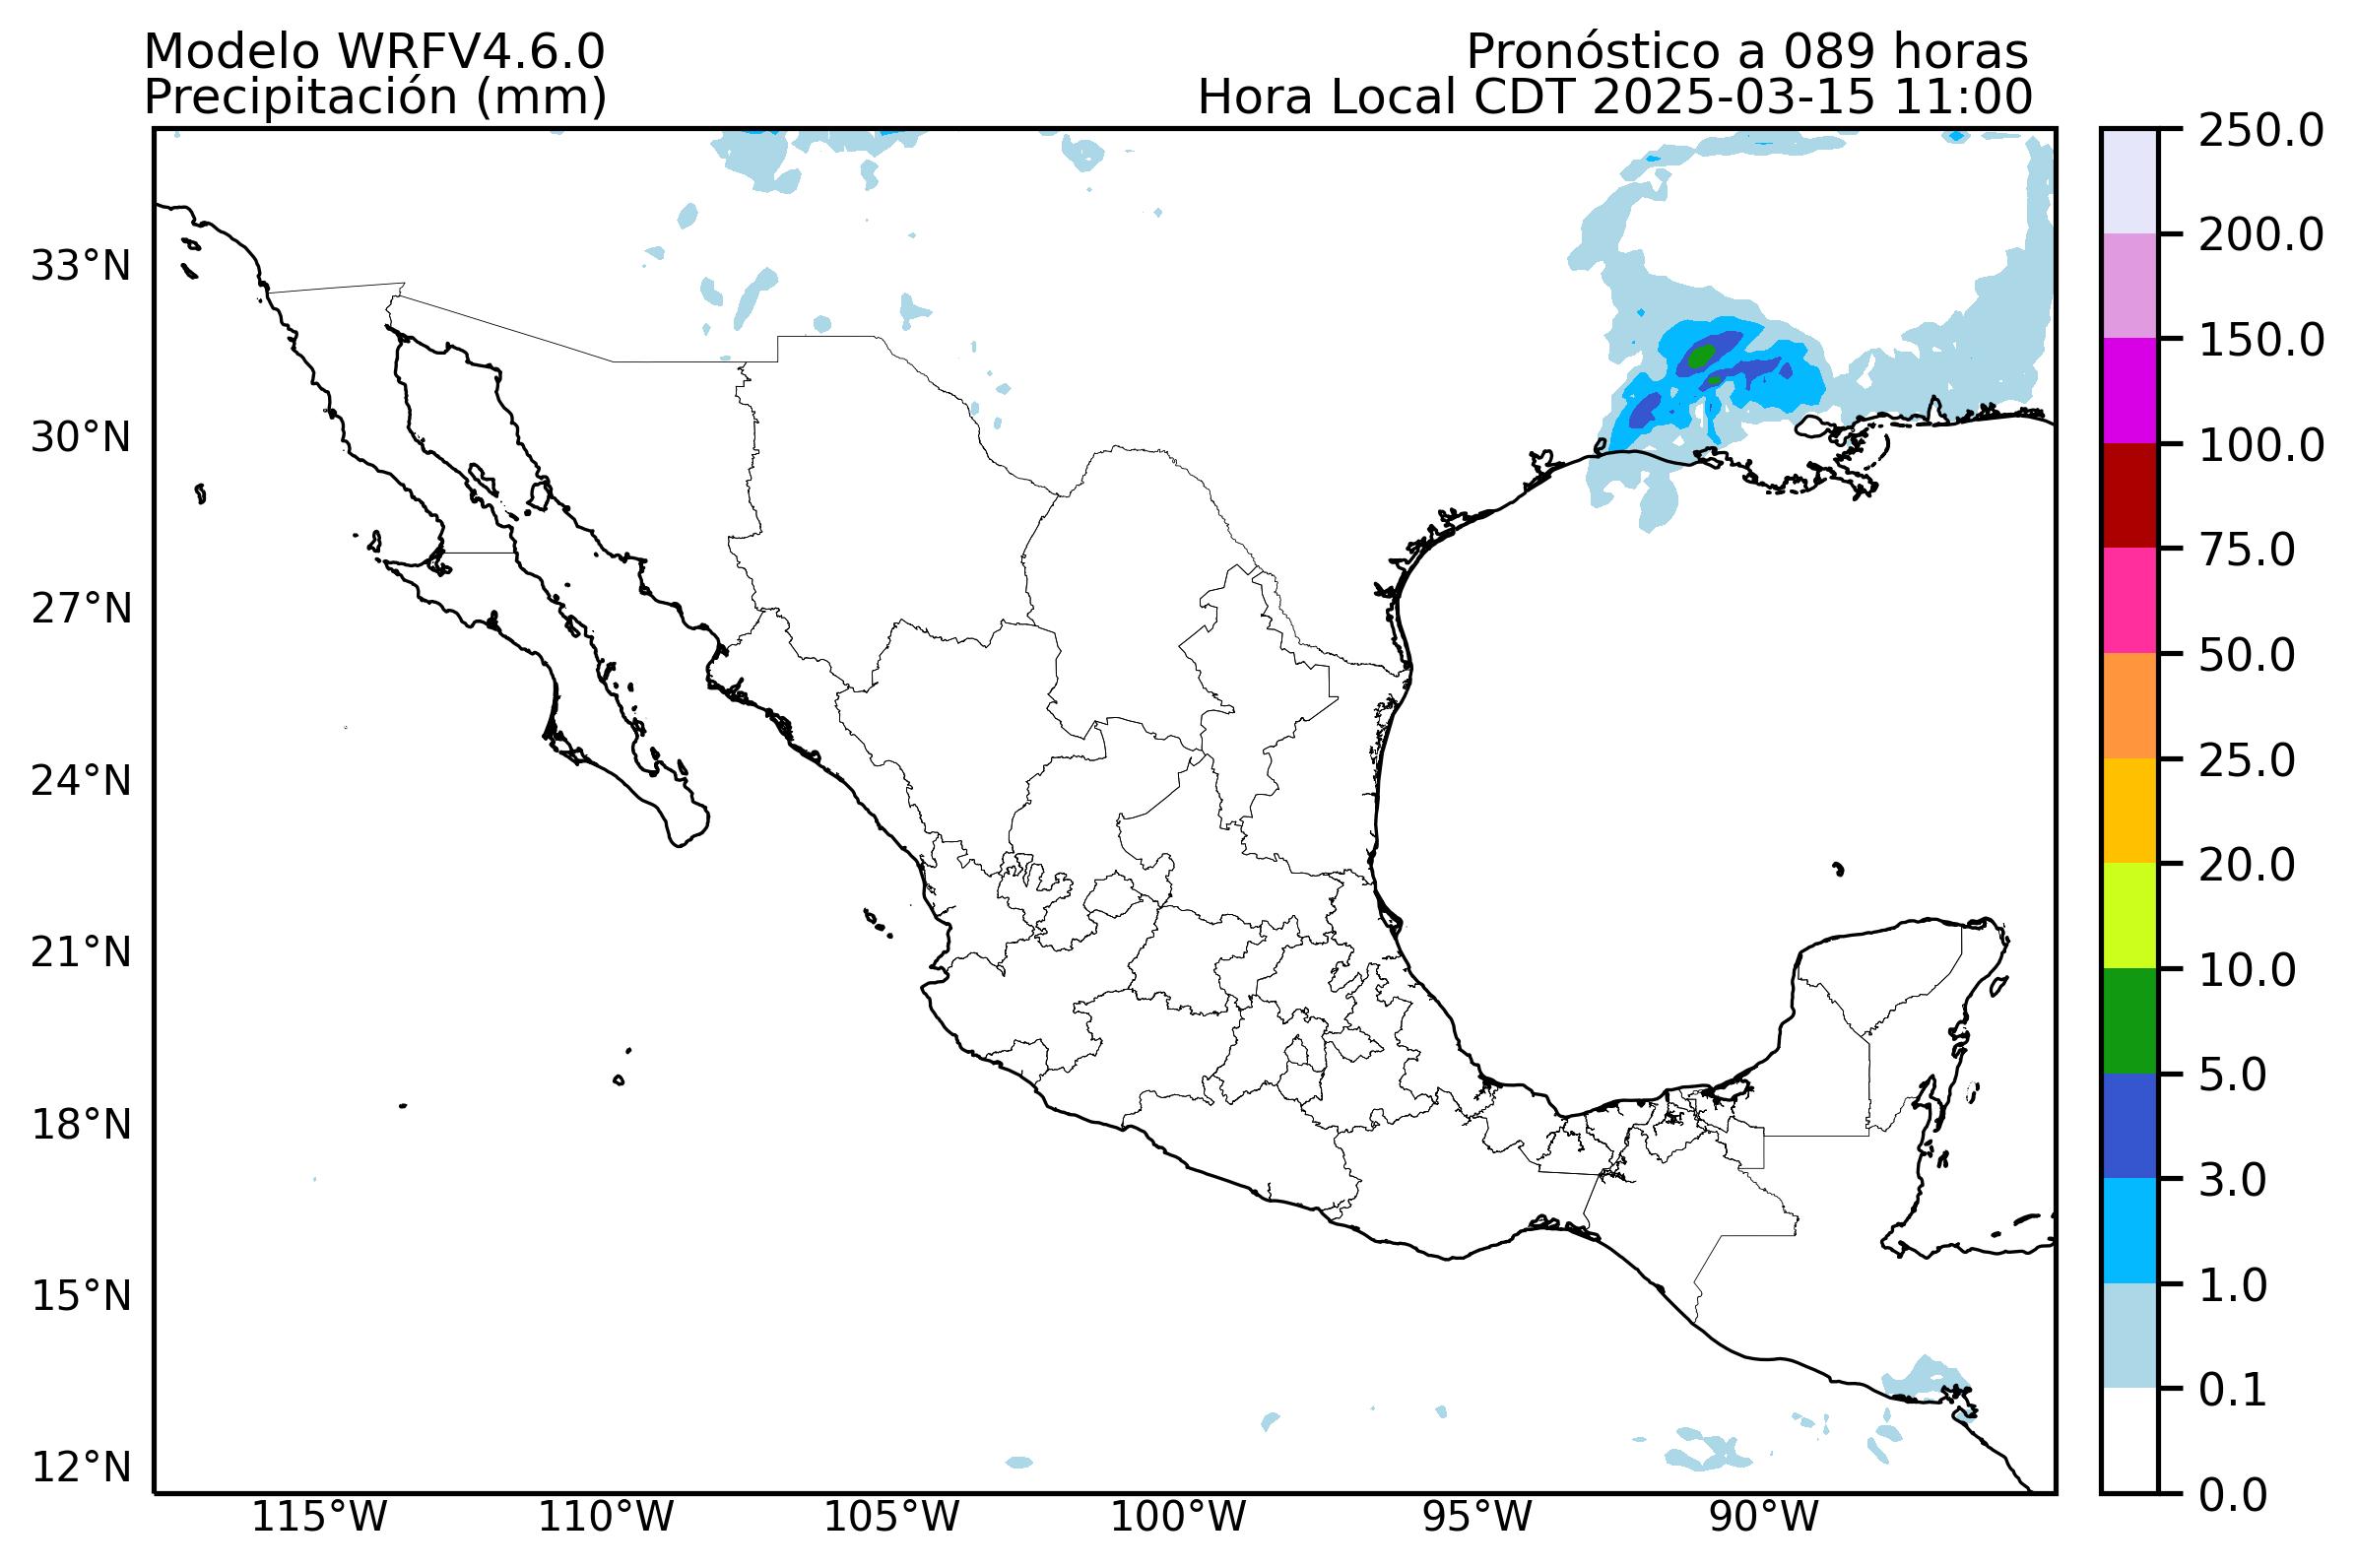 Modelo WRFV4.6.0
Pronóstico a 089 horas
Precipitación (mm)
Hora Local CDT 2025-03-15 11:00
33°N
30°N
27°N
24°N
21°N
18°N
15°N
12°N
115°W
110°W
105°W
100°W
95°W
90°W
250.0
200.0
150.0
100.0
75.0
50.0
25.0
20.0
10.0
5.0
3.0
1.0
0.1
0.0